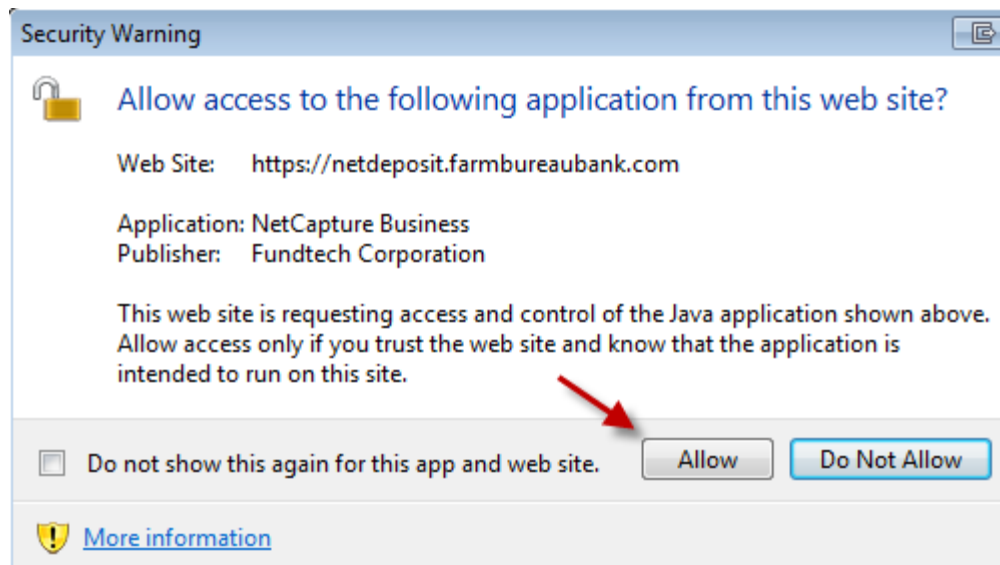 Security Warning
Allow access to the following application from this web site?
Web Site: https://netdeposit.farmbureaubank.com
Application: NetCapture Business
Publisher: Fundtech Corporation
This web site is requesting access and control of the Java application shown above.
Allow access only if you trust the web site and know that the application is
intended to run on this site.
Do not show this again for this app and web site.
Allow
Do Not Allow
More information